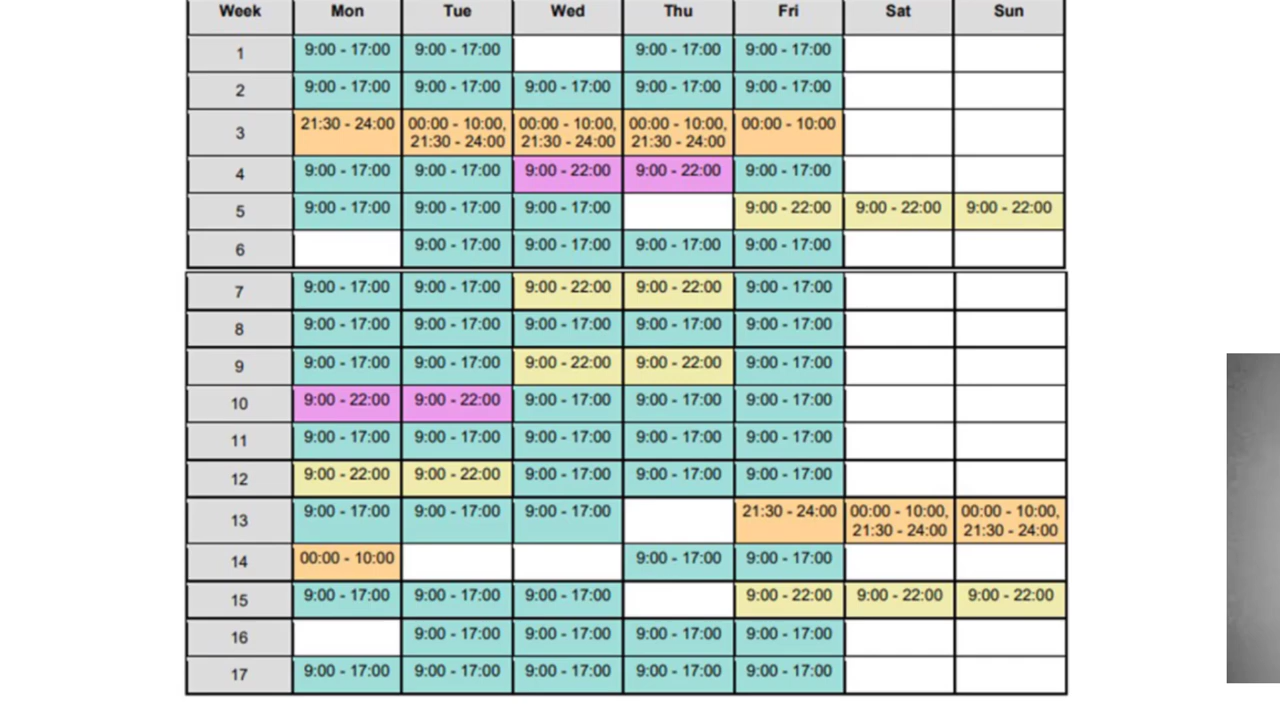 Week Mon Tue Wed Thu Fri Sat Sun
1 9:00 - 17:00 9:00 - 17:00 9:00 - 17:00 9:00 - 17:00
2 9:00 - 17:00 9:00 - 17:00 9:00 - 17:00 9:00 - 17:00 9:00 - 17:00
3 21:30 - 24:00 00:00 - 10:00, 00:00 - 10:00, 00:00 - 10:00, 00:00 - 10:00
21:30 - 24:00 21:30 - 24:00 21:30 - 24:00
4 9:00 - 17:00 9:00 - 17:00 9:00 - 22:00 9:00 - 22:00 9:00 - 17:00
5 9:00 - 17:00 9:00 - 17:00 9:00 - 17:00 9:00 - 22:00 9:00 - 22:00 9:00 - 22:00
6 9:00 - 17:00 9:00 - 17:00 9:00 - 17:00 9:00 - 17:00
7 9:00 - 17:00 9:00 - 17:00 9:00 - 22:00 9:00 - 22:00 9:00 - 17:00
8 9:00 - 17:00 9:00 - 17:00 9:00 - 17:00 9:00 - 17:00 9:00 - 17:00
9 9:00 - 17:00 9:00 - 17:00 9:00 - 22:00 9:00 - 22:00 9:00 - 17:00
10 9:00 - 22:00 9:00 - 22:00 9:00 - 17:00 9:00 - 17:00 9:00 - 17:00
11 9:00 - 17:00 9:00 - 17:00 9:00 - 17:00 9:00 - 17:00 9:00 - 17:00
12 9:00 - 22:00 9:00 - 22:00 9:00 - 17:00 9:00 - 17:00 9:00 - 17:00
13 9:00 - 17:00 9:00 - 17:00 9:00 - 17:00 21:30 - 24:00 00:00 - 10:00, 00:00 - 10:00,
21:30 - 24:00 21:30 - 24:00
14 00:00 - 10:00 9:00 - 17:00 9:00 - 17:00
15 9:00 - 17:00 9:00 - 17:00 9:00 - 17:00 9:00 - 22:00 9:00 - 22:00 9:00 - 22:00
16 9:00 - 17:00 9:00 - 17:00 9:00 - 17:00 9:00 - 17:00
17 9:00 - 17:00 9:00 - 17:00 9:00 - 17:00 9:00 - 17:00 9:00 - 17:00